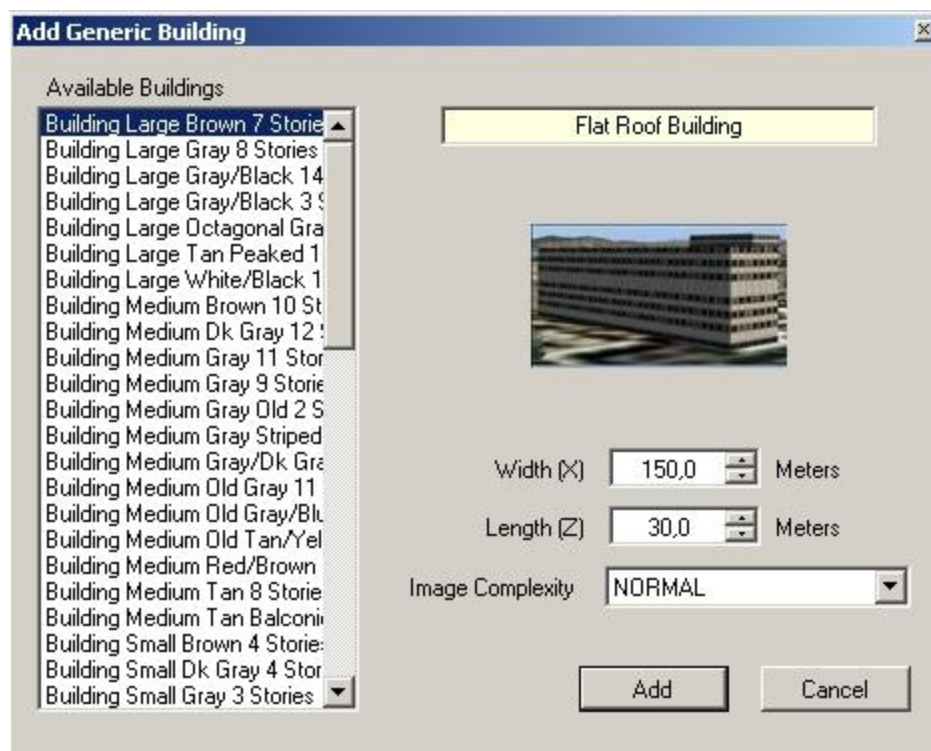 Add Generic Building
Available Buildings
Building Large Brown 7 Storie
Building Large Gray 8 Stories
Building Large Gray/Black 14
Building Large Gray/Black 3 S
Building Large Octagonal Gra
Building Large Tan Peaked 1
Building Large White/Black 1
Building Medium Brown 10 St
Building Medium Dk Gray 12
Building Medium Gray 11 Stor
Building Medium Gray 9 Storie
Building Medium Gray Old 2 S
Building Medium Gray Striped
Building Medium Gray/Dk Gra
Building Medium Old Gray 11
Building Medium Old Gray/Blu
Building Medium Old Tan/Yel
Building Medium Red/Brown
Building Medium Tan 8 Storie
Building Medium Tan Balconi
Building Small Brown 4 Stories
Building Small Dk Gray 4 Stor
Building Small Gray 3 Stories
Flat Roof Building
Width (X) 150,0 Meters
Length (Z) 30,0 Meters
Image Complexity NORMAL
Add Cancel